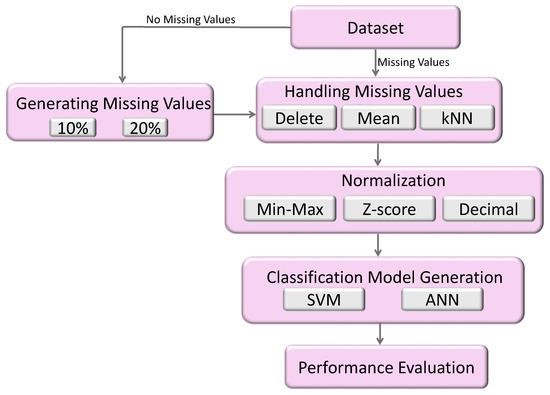 Dataset
No Missing Values
Missing Values
Generating Missing Values
10% 20%
Handling Missing Values
Delete Mean kNN
Normalization
Min-Max Z-score Decimal
Classification Model Generation
SVM ANN
Performance Evaluation